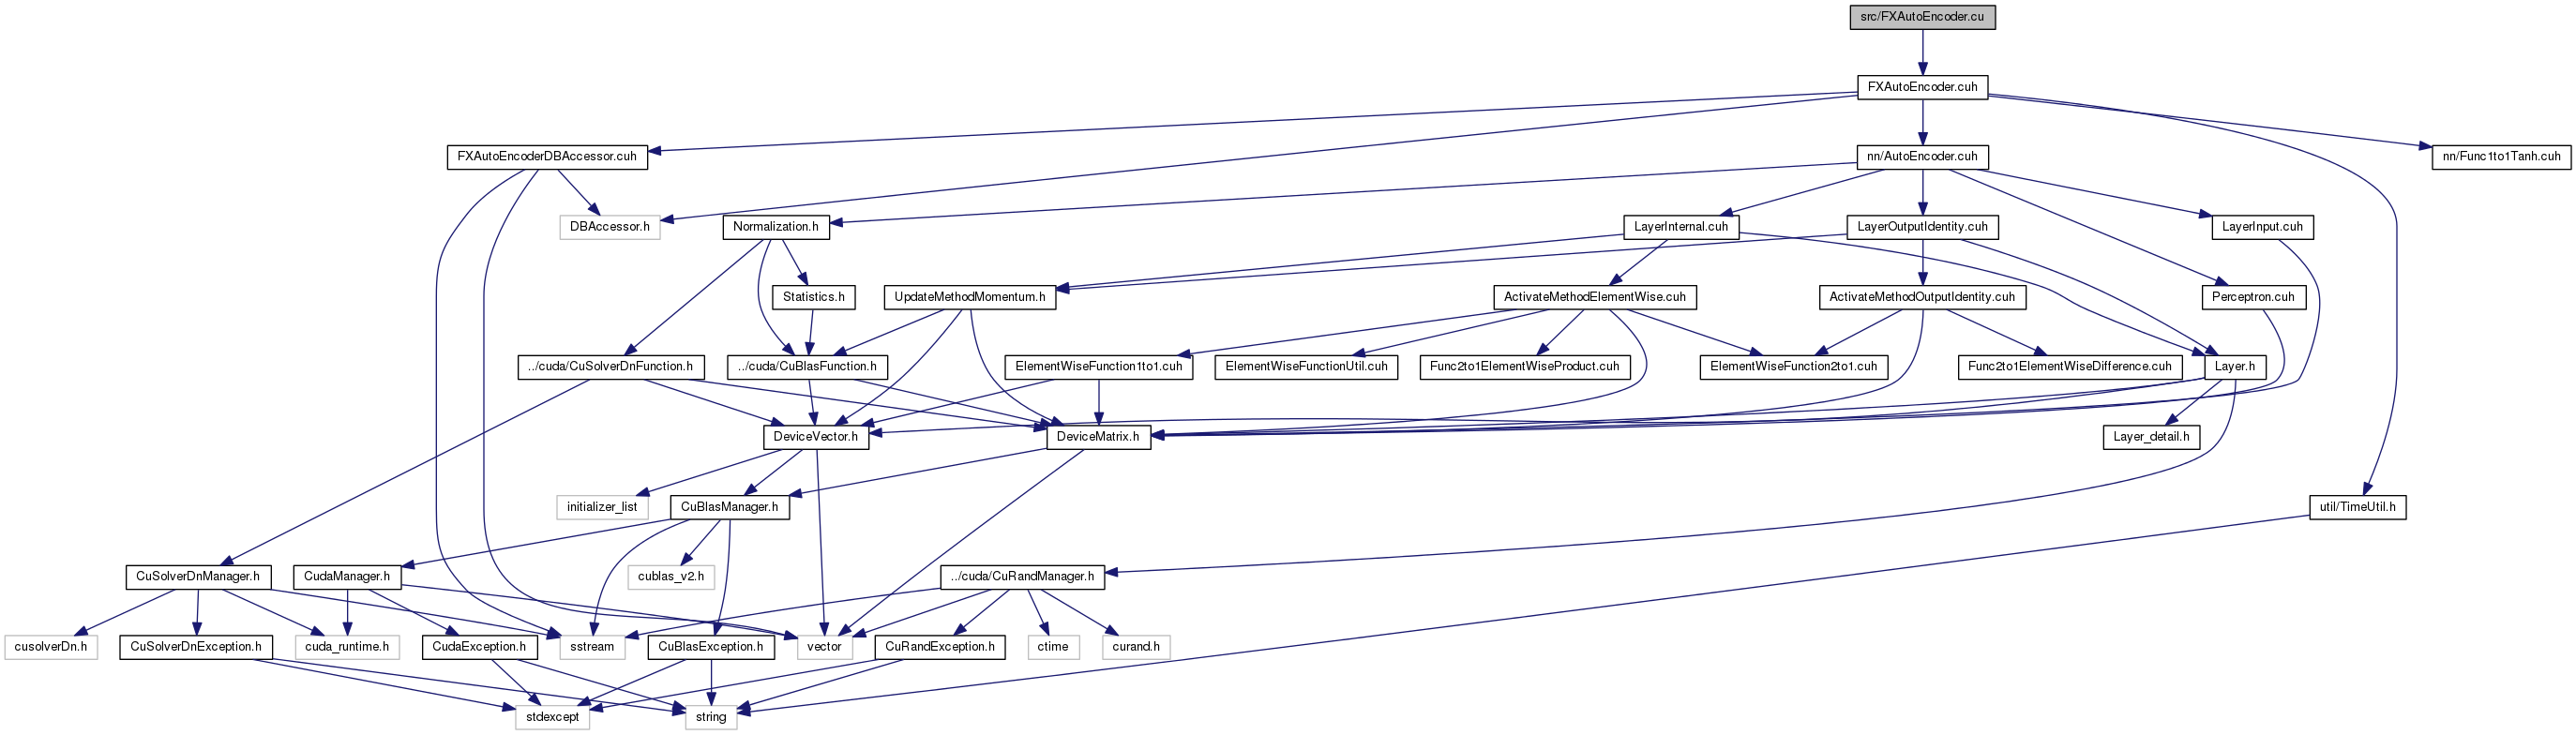 src/FXAutoEncoder.cu
FXAutoEncoder.cuh
FXAutoEncoderDBAccessor.cuh
nn/AutoEncoder.cuh
nn/Func1to1Tanh.cuh
DBAccessor.h
Normalization.h
LayerInternal.cuh
LayerOutputIdentity.cuh
LayerInput.cuh
Statistics.h
UpdateMethodMomentum.h
ActivateMethodElementWise.cuh
ActivateMethodOutputIdentity.cuh
Perceptron.cuh
../cuda/CuSolverDnFunction.h
../cuda/CuBlasFunction.h
ElementWiseFunction1to1.cuh
ElementWiseFunctionUtil.cuh
Func2to1ElementWiseProduct.cuh
ElementWiseFunction2to1.cuh
Func2to1ElementWiseDifference.cuh
Layer.h
DeviceVector.h
DeviceMatrix.h
Layer_detail.h
initializer_list
CuBlasManager.h
util/TimeUtil.h
CuSolverDnManager.h
CudaManager.h
cublas_v2.h
../cuda/CuRandManager.h
cusolverDn.h
CuSolverDnException.h
cuda_runtime.h
CudaException.h
sstream
CuBlasException.h
vector
CuRandException.h
ctime
curand.h
stdexcept
string